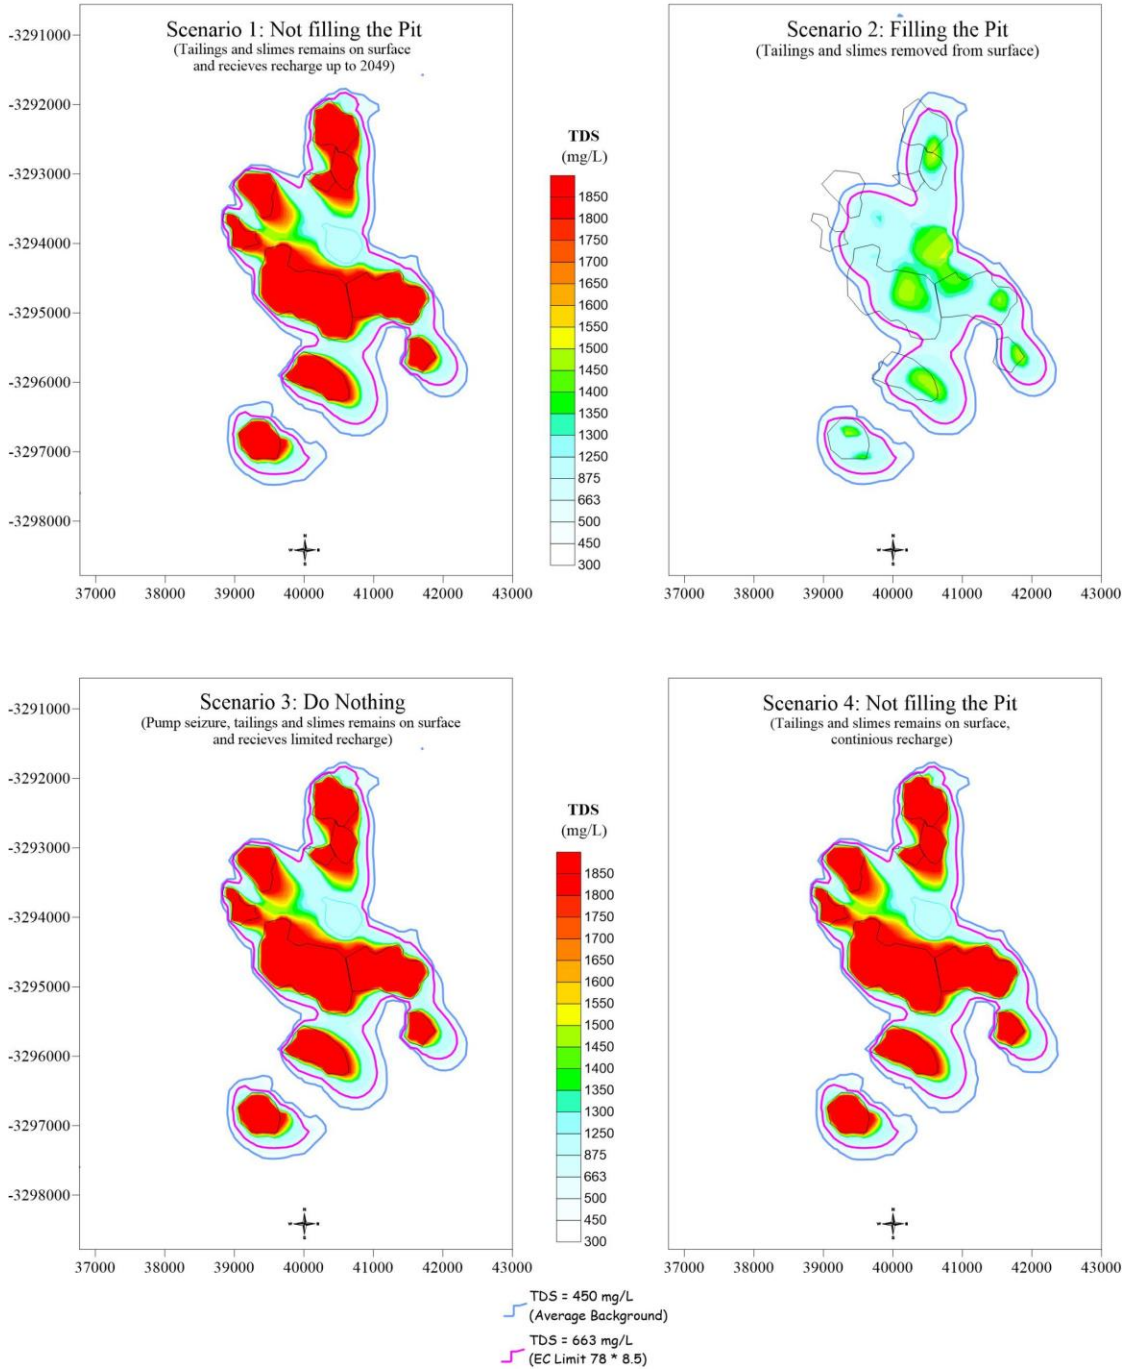 Scenario 1: Not filling the Pit
(Tailings and slimes remains on surface
and recieves recharge up to 2049)
-3291000
-3292000
-3293000
-3294000
-3295000
-3296000
-3297000
-3298000
37000 38000 39000 40000 41000 42000 43000
TDS
(mg/L)
1850
1800
1750
1700
1650
1600
1550
1500
1450
1400
1350
1300
1250
875
663
500
450
300
Scenario 2: Filling the Pit
(Tailings and slimes removed from surface)
37000 38000 39000 40000 41000 42000 43000
Scenario 3: Do Nothing
(Pump seizure, tailings and slimes remains on surface
and recieves limited recharge)
-3291000
-3292000
-3293000
-3294000
-3295000
-3296000
-3297000
-3298000
37000 38000 39000 40000 41000 42000 43000
TDS
(mg/L)
1850
1800
1750
1700
1650
1600
1550
1500
1450
1400
1350
1300
1250
875
663
500
450
300
Scenario 4: Not filling the Pit
(Tailings and slimes remains on surface,
continious recharge)
37000 38000 39000 40000 41000 42000 43000
TDS = 450 mg/L
(Average Background)
TDS = 663 mg/L
(EC Limit 78 * 8.5)